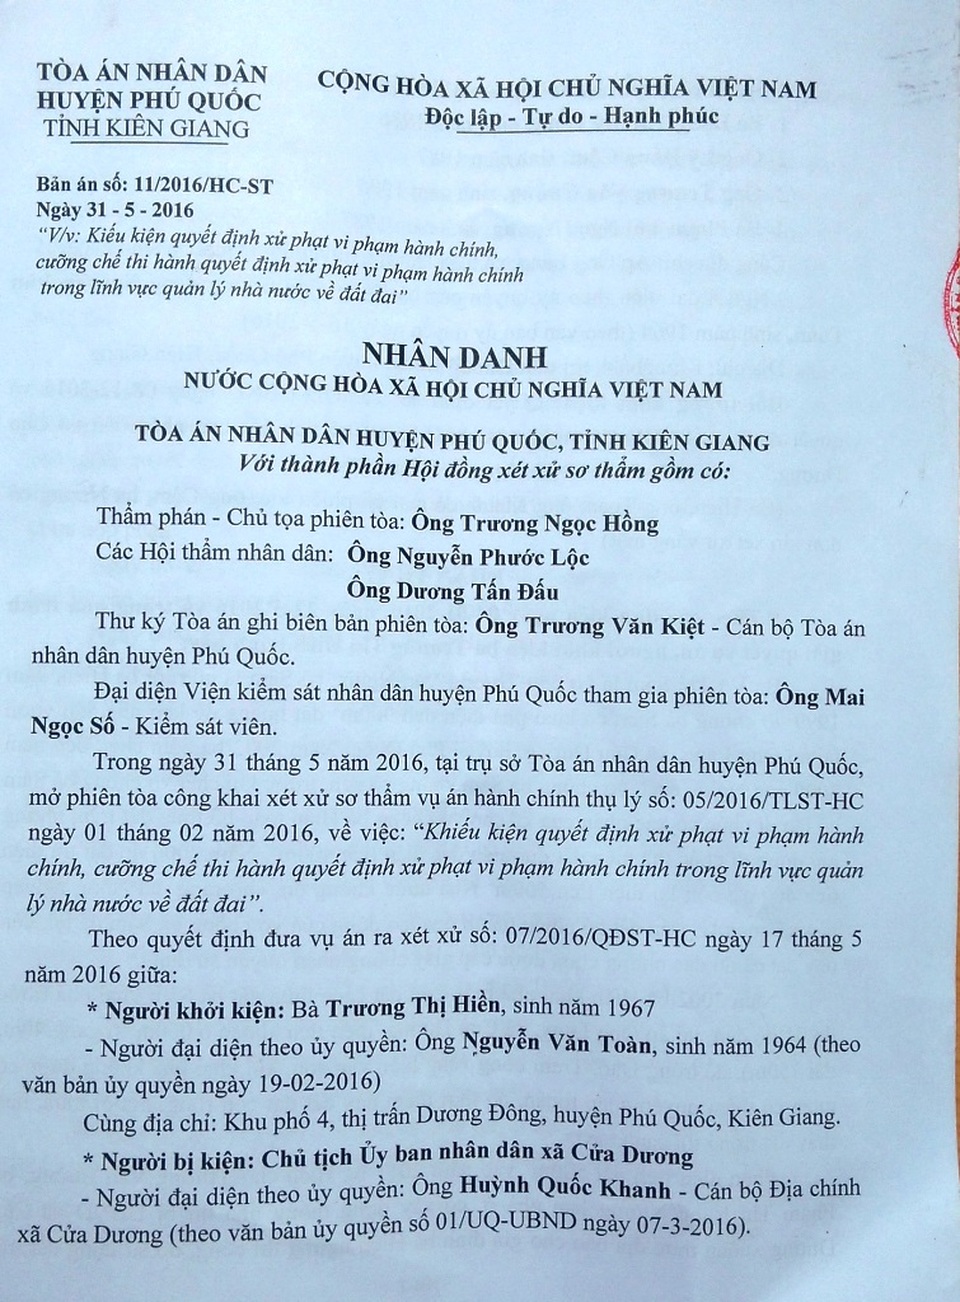 TÒA ÁN NHÂN DÂN
HUYỆN PHÚ QUỐC
TỈNH KIÊN GIANG
CỘNG HÒA XÃ HỘI CHỦ NGHĨA VIỆT NAM
Độc lập - Tự do - Hạnh phúc
Bản án số: 11/2016/HC-ST
Ngày 31 - 5 - 2016
“V/v: Kiếu kiện quyết định xử phạt vi phạm hành chính,
cưỡng chế thi hành quyết định xử phạt vi phạm hành chính
trong lĩnh vực quản lý nhà nước về đất đai”
NHÂN DANH
NƯỚC CỘNG HÒA XÃ HỘI CHỦ NGHĨA VIỆT NAM
TÒA ÁN NHÂN DÂN HUYỆN PHÚ QUỐC, TỈNH KIÊN GIANG
Với thành phần Hội đồng xét xử sơ thẩm gồm có:
Thẩm phán - Chủ tọa phiên tòa: Ông Trương Ngọc Hồng
Các Hội thẩm nhân dân: Ông Nguyễn Phước Lộc
Ông Dương Tấn Đấu
Thư ký Tòa án ghi biên bản phiên tòa: Ông Trương Văn Kiệt - Cán bộ Tòa án
nhân dân huyện Phú Quốc.
Đại diện Viện kiểm sát nhân dân huyện Phú Quốc tham gia phiên tòa: Ông Mai
Ngọc Số - Kiểm sát viên.
Trong ngày 31 tháng 5 năm 2016, tại trụ sở Tòa án nhân dân huyện Phú Quốc,
mở phiên tòa công khai xét xử sơ thẩm vụ án hành chính thụ lý số: 05/2016/TLST-HC
ngày 01 tháng 02 năm 2016, về việc: “Khiếu kiện quyết định xử phạt vi phạm hành
chính, cưỡng chế thi hành quyết định xử phạt vi phạm hành chính trong lĩnh vực quản
lý nhà nước về đất đai”.
Theo quyết định đưa vụ án ra xét xử số: 07/2016/QĐST-HC ngày 17 tháng 5
năm 2016 giữa:
* Người khởi kiện: Bà Trương Thị Hiền, sinh năm 1967
- Người đại diện theo ủy quyền: Ông Nguyễn Văn Toàn, sinh năm 1964 (theo
văn bản ủy quyền ngày 19-02-2016)
Cùng địa chỉ: Khu phố 4, thị trấn Dương Đông, huyện Phú Quốc, Kiên Giang.
* Người bị kiện: Chủ tịch Ủy ban nhân dân xã Cửa Dương
- Người đại diện theo ủy quyền: Ông Huỳnh Quốc Khanh - Cán bộ Địa chính
xã Cửa Dương (theo văn bản ủy quyền số 01/UQ-UBND ngày 07-3-2016).